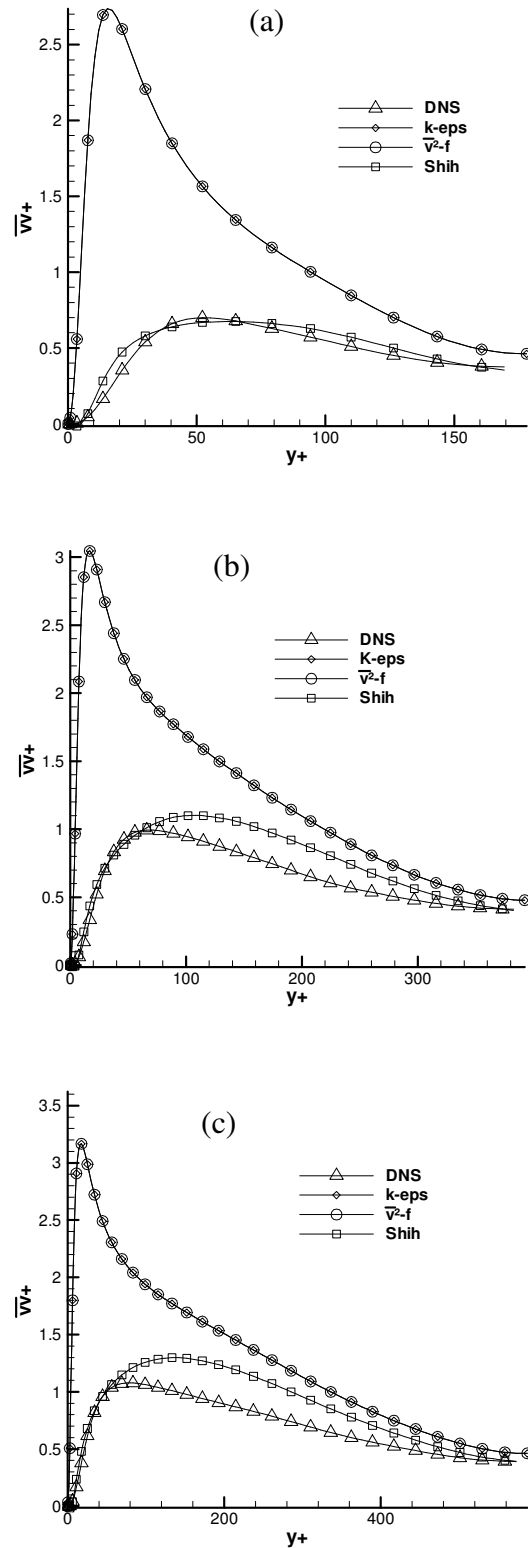 (a)
2.5
2
1.5
1
0.5
0
v̅v̅+
DNS
k-eps
v̅²-f
Shih
0 50 100 150
y+
(b)
3
2.5
2
1.5
1
0.5
0
v̅v̅+
DNS
K-eps
v̅²-f
Shih
0 100 200 300
y+
(c)
3.5
3
2.5
2
1.5
1
0.5
0
v̅v̅+
DNS
k-eps
v̅²-f
Shih
0 200 400
y+